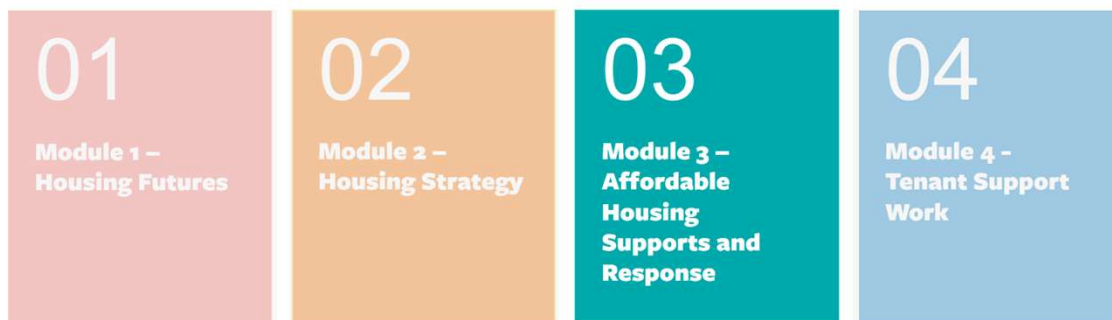 01
Module 1 –
Housing Futures
02
Module 2 –
Housing Strategy
03
Module 3 –
Affordable
Housing
Supports and
Response
04
Module 4 -
Tenant Support
Work